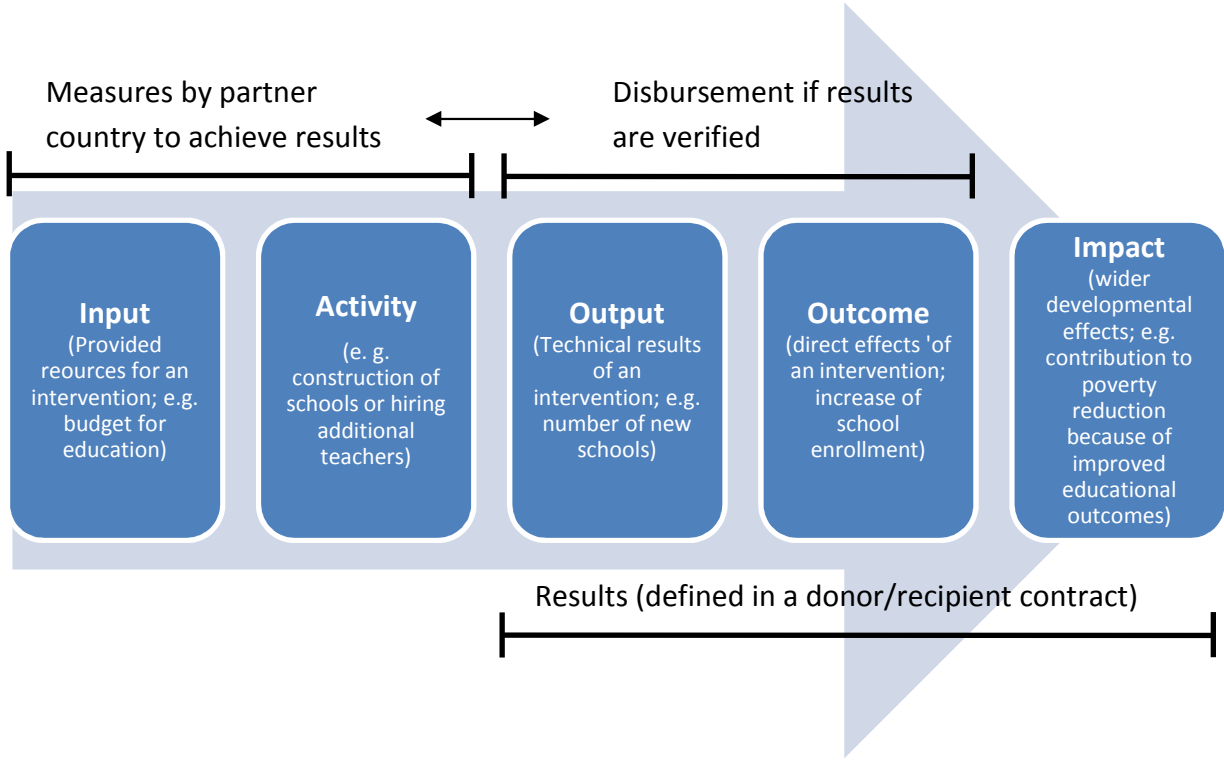 Measures by partner
country to achieve results
Disbursement if results
are verified
Input
(Provided
reources for an
intervention; e.g.
budget for
education)
Activity
(e. g.
construction of
schools or hiring
additional
teachers)
Output
(Technical results
of an
intervention; e.g.
number of new
schools)
Outcome
(direct effects 'of
an intervention;
increase of
school
enrollment)
Impact
(wider
developmental
effects; e.g.
contribution to
poverty
reduction
because of
improved
educational
outcomes)
Results (defined in a donor/recipient contract)